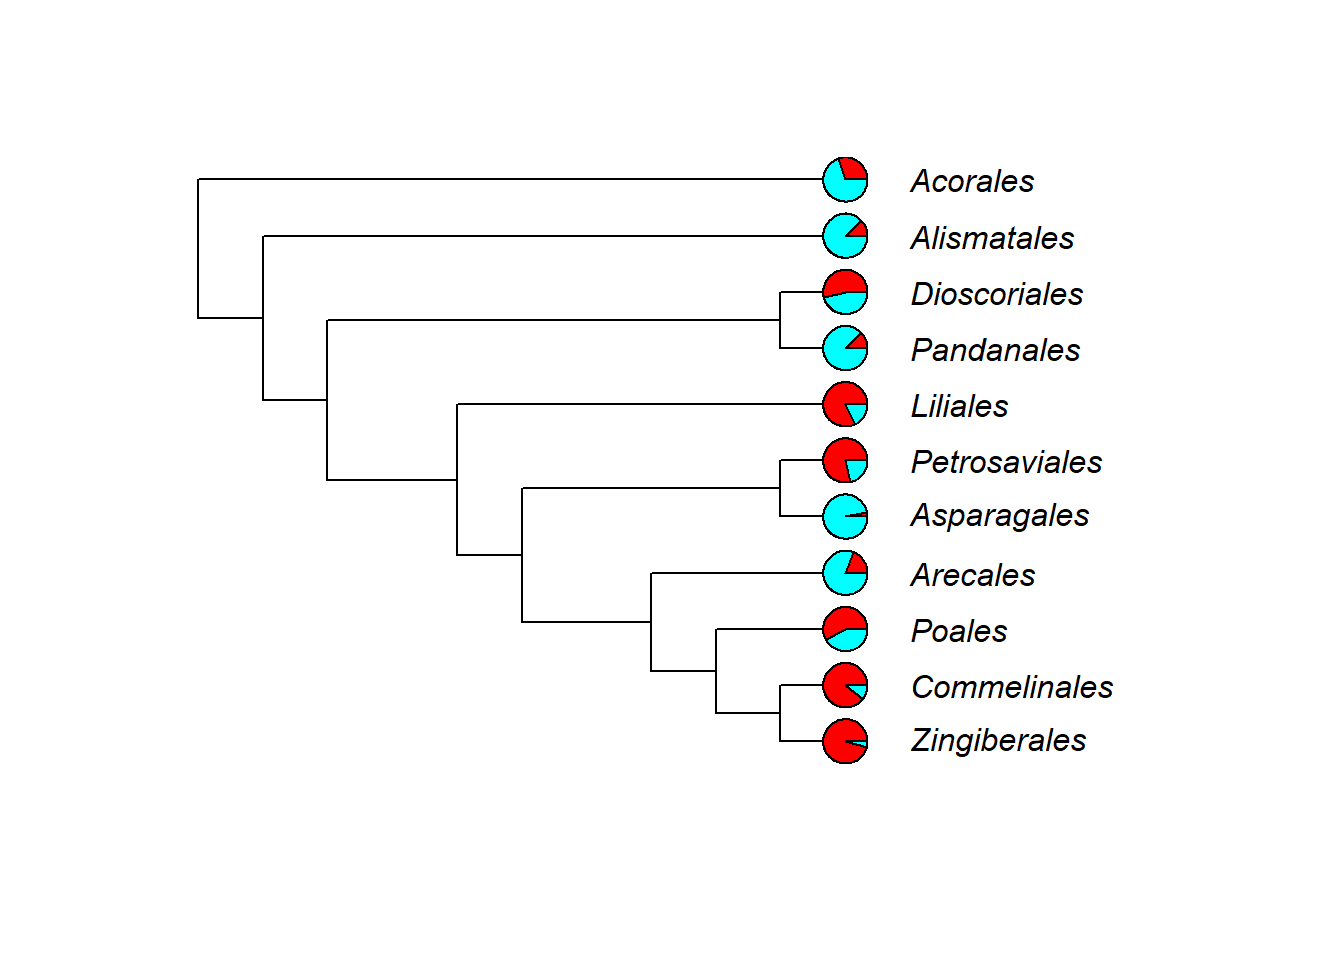 Acorales
Alismatales
Dioscoriales
Pandanales
Liliales
Petrosaviales
Asparagales
Arecales
Poales
Commelinales
Zingiberales